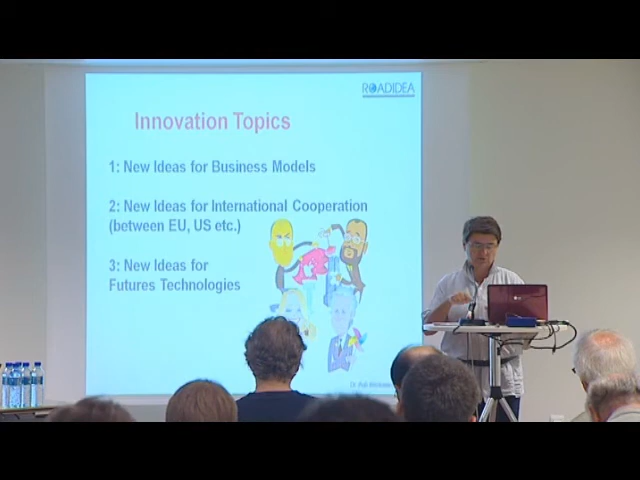 ROADIDEA
Innovation Topics
1: New Ideas for Business Models
2: New Ideas for International Cooperation
(between EU, US etc.)
3: New Ideas for
Futures Technologies
LG